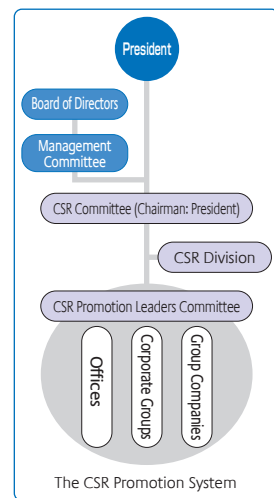 President
Board of Directors
Management
Committee
CSR Committee (Chairman: President)
CSR Division
CSR Promotion Leaders Committee
Offices
Corporate Groups
Group Companies
The CSR Promotion System